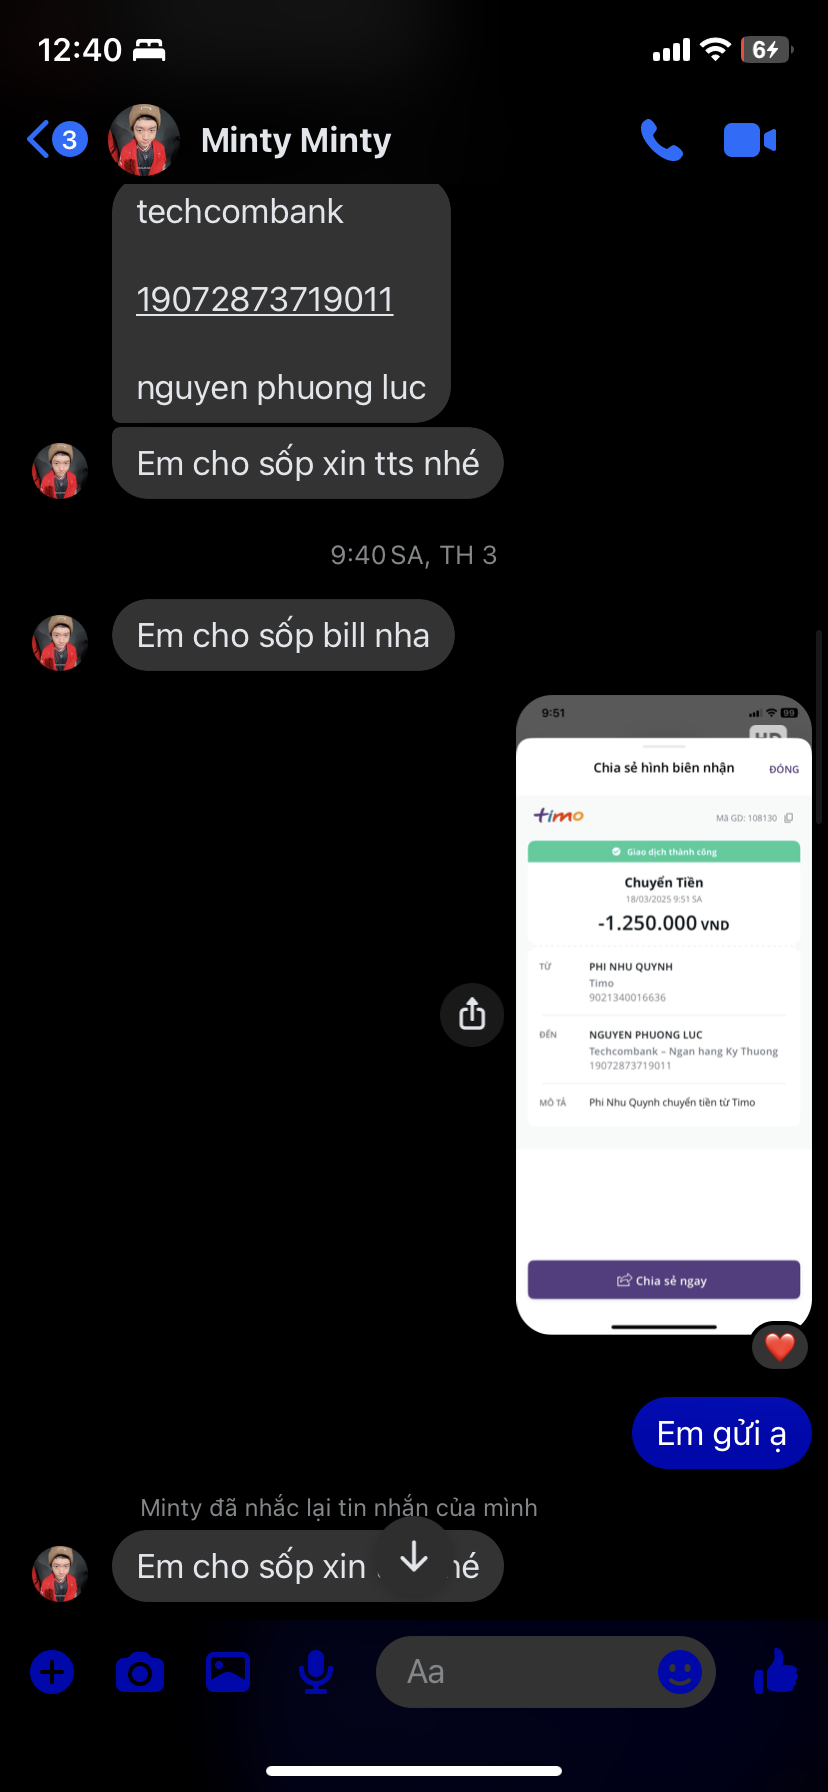 12:40
6
3
Minty Minty
techcombank
19072873719011
nguyen phuong luc
Em cho sốp xin tts nhé
9:40 SA, TH 3
Em cho sốp bill nha
9:51
99
Chia sẻ hình biên nhận
ĐÓNG
timo
Mã GD: 108130
Giao dịch thành công
Chuyển Tiền
18/03/2025 9:51 SA
-1.250.000 VND
TỪ
PHI NHU QUYNH
Timo
9021340016636
ĐẾN
NGUYEN PHUONG LUC
Techcombank – Ngan hang Ky Thuong
19072873719011
MÔ TẢ
Phi Nhu Quynh chuyển tiền từ Timo
Chia sẻ ngay
Em gửi ạ
Minty đã nhắc lại tin nhắn của mình
Em cho sốp xin
Aa